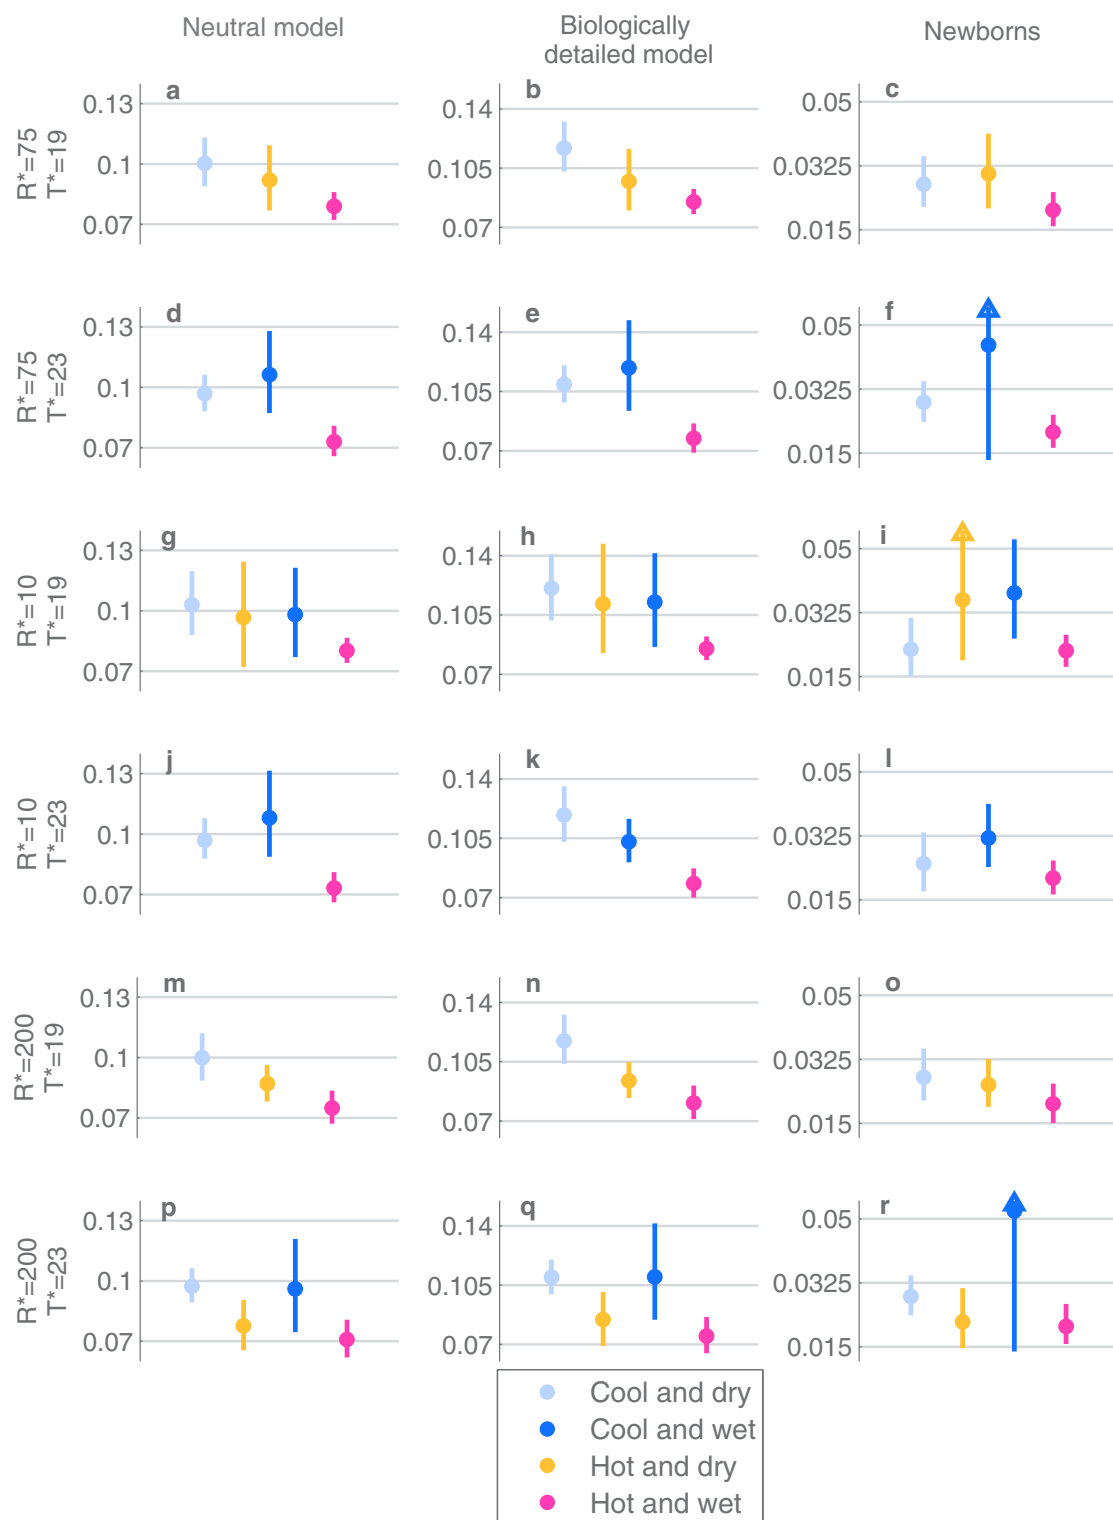 Neutral model
Biologically
detailed model
Newborns
R*=75
T*=19
a
0.13
0.1
0.07
b
0.14
0.105
0.07
c
0.05
0.0325
0.015
R*=75
T*=23
d
0.13
0.1
0.07
e
0.14
0.105
0.07
f
0.05
0.0325
0.015
R*=10
T*=19
g
0.13
0.1
0.07
h
0.14
0.105
0.07
i
0.05
0.0325
0.015
R*=10
T*=23
j
0.13
0.1
0.07
k
0.14
0.105
0.07
l
0.05
0.0325
0.015
R*=200
T*=19
m
0.13
0.1
0.07
n
0.14
0.105
0.07
o
0.05
0.0325
0.015
R*=200
T*=23
p
0.13
0.1
0.07
q
0.14
0.105
0.07
r
0.05
0.0325
0.015
Cool and dry
Cool and wet
Hot and dry
Hot and wet